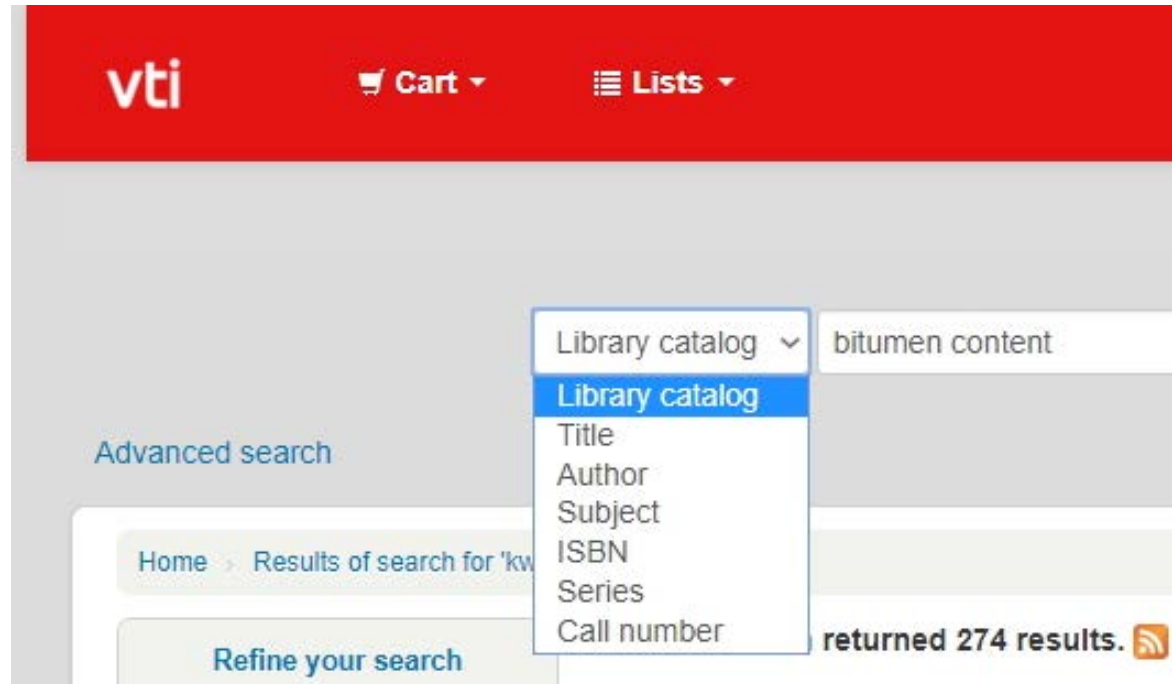 vti Cart Lists
Library catalog bitumen content
Library catalog
Title
Advanced search
Author
Subject
ISBN
Home Results of search for 'kw
Series
Call number
returned 274 results.
Refine your search